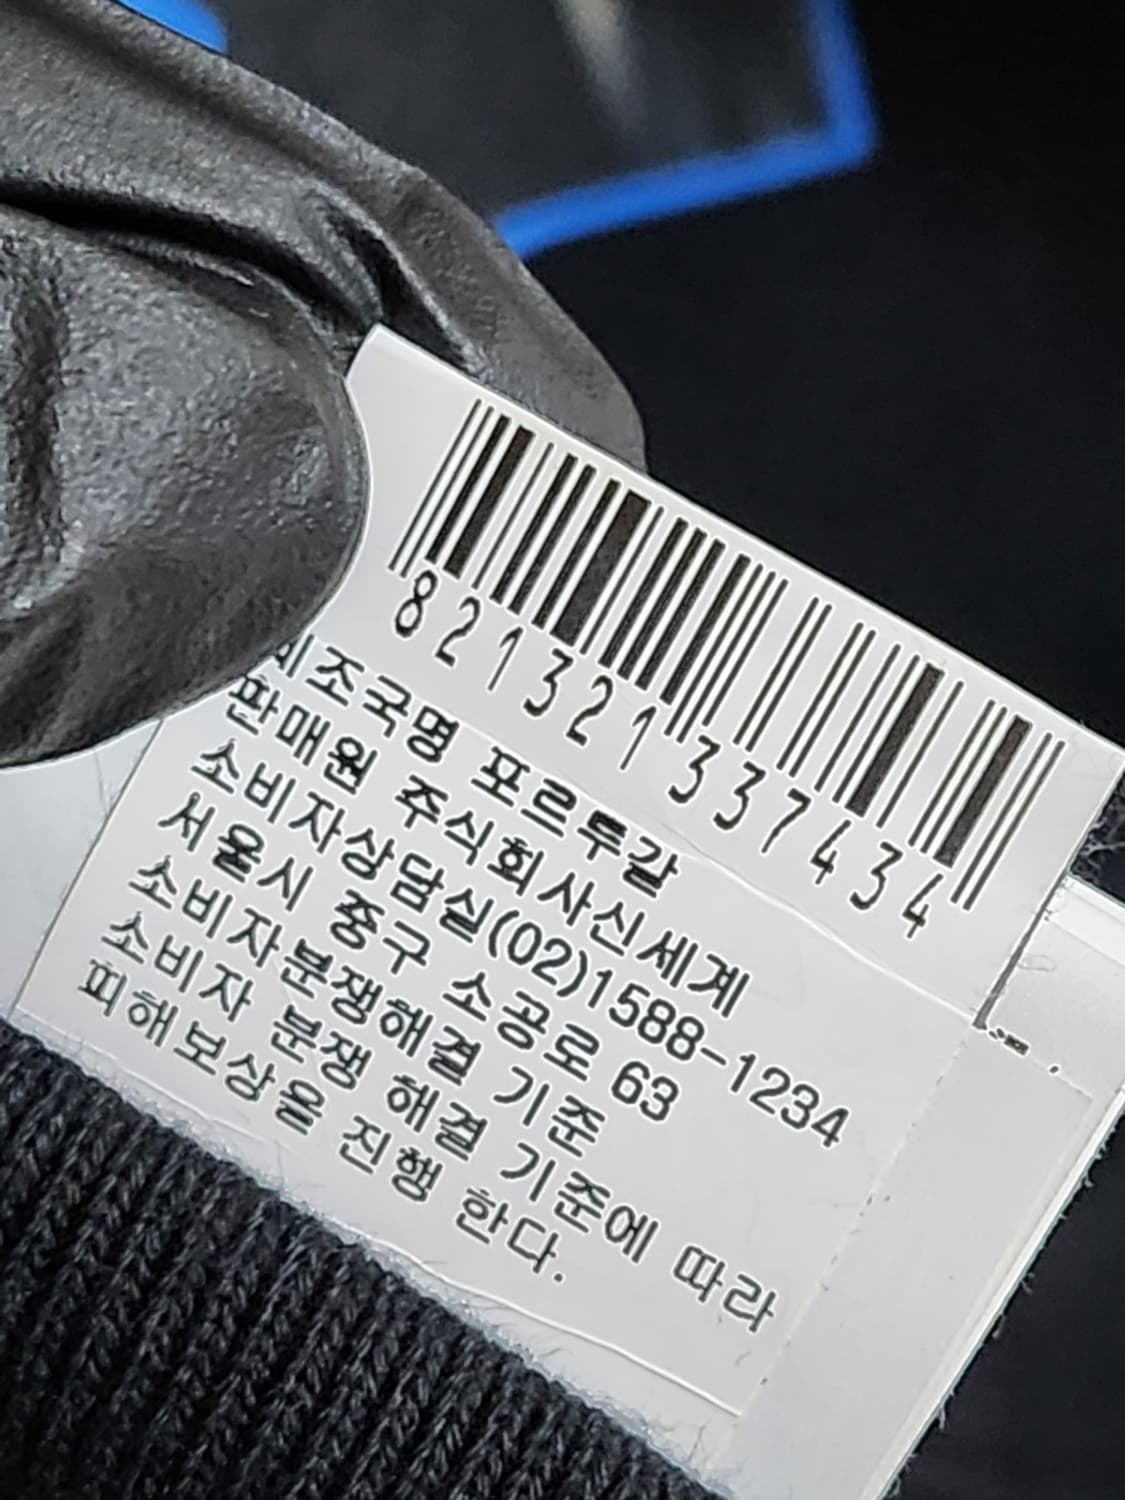 821321337434
제조국명 포르투갈
판매원 주식회사신세계
소비자상담실(02)1588-1234
서울시 중구 소공로 63
소비자분쟁해결 기준
소비자 분쟁 해결 기준에 따라
피해보상을 진행 한다.